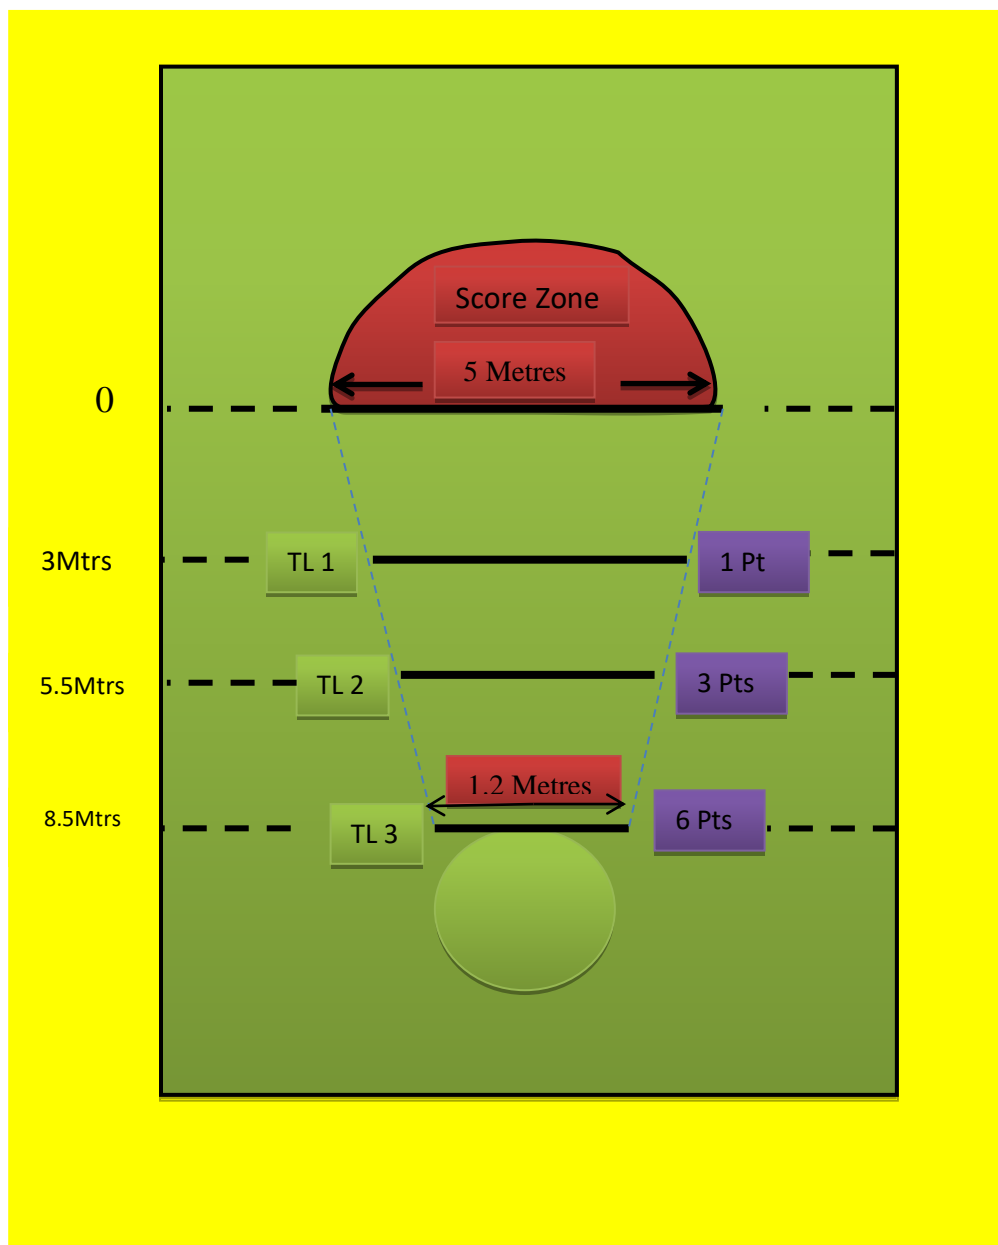 Score Zone
5 Metres
0
3Mtrs
TL 1
1 Pt
5.5Mtrs
TL 2
3 Pts
1.2 Metres
8.5Mtrs
TL 3
6 Pts